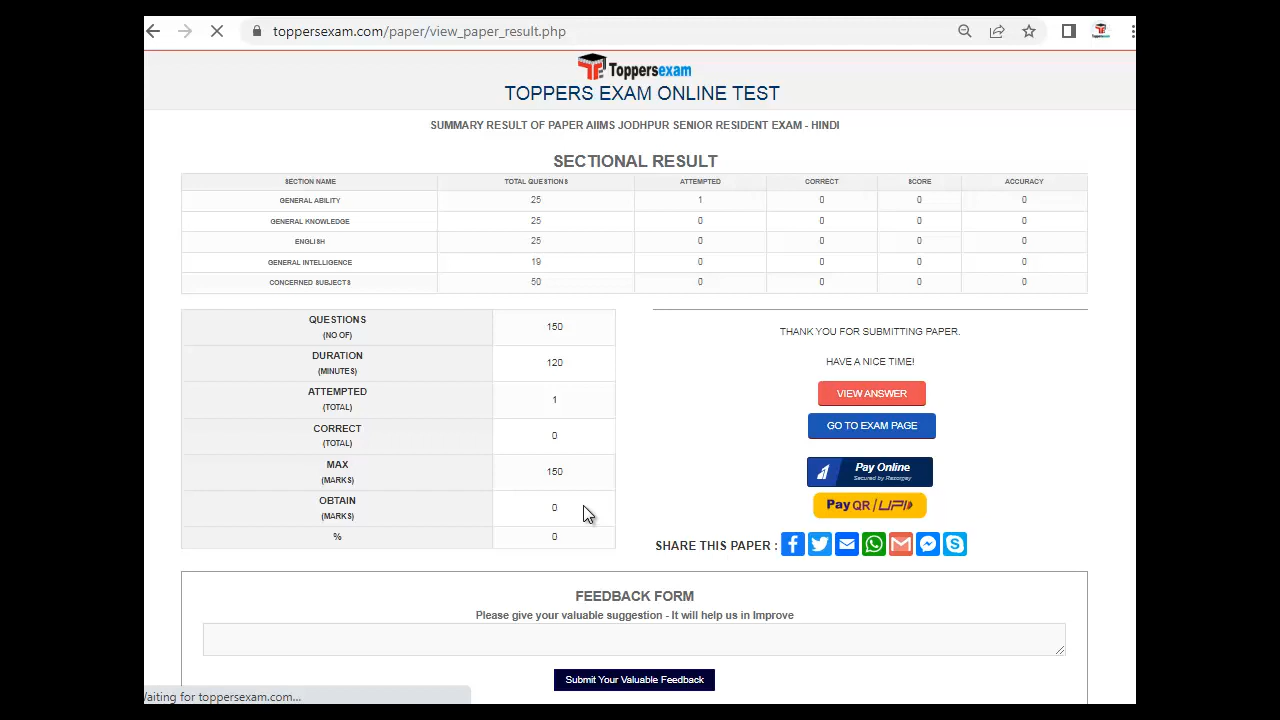 toppersexam.com/paper/view_paper_result.php
Toppersexam
TOPPERS EXAM ONLINE TEST
SUMMARY RESULT OF PAPER AIIMS JODHPUR SENIOR RESIDENT EXAM - HINDI
SECTIONAL RESULT
SECTION NAME TOTAL QUESTIONS ATTEMPTED CORRECT SCORE ACCURACY
GENERAL ABILITY 25 1 0 0 0
GENERAL KNOWLEDGE 25 0 0 0 0
ENGLISH 25 0 0 0 0
GENERAL INTELLIGENCE 19 0 0 0 0
CONCERNED SUBJECTS 50 0 0 0 0
QUESTIONS
(NO OF)
150
DURATION
(MINUTES)
120
ATTEMPTED
(TOTAL)
1
CORRECT
(TOTAL)
0
MAX
(MARKS)
150
OBTAIN
(MARKS)
0
% 0
THANK YOU FOR SUBMITTING PAPER.
HAVE A NICE TIME!
VIEW ANSWER
GO TO EXAM PAGE
Pay Online
Secured by Razorpay
Pay QR / UPI
SHARE THIS PAPER :
FEEDBACK FORM
Please give your valuable suggestion - It will help us in Improve
Submit Your Valuable Feedback
Waiting for toppersexam.com...